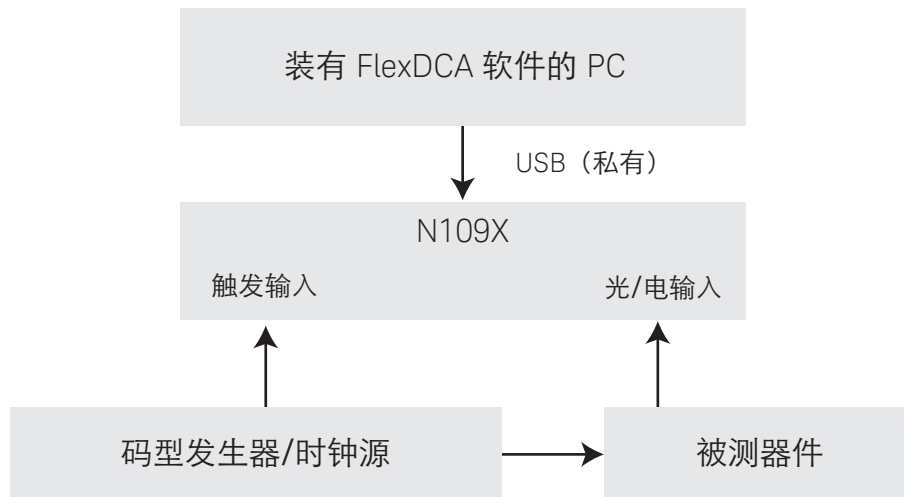 装有 FlexDCA 软件的 PC
USB（私有）
N109X
触发输入
光/电输入
码型发生器/时钟源
被测器件